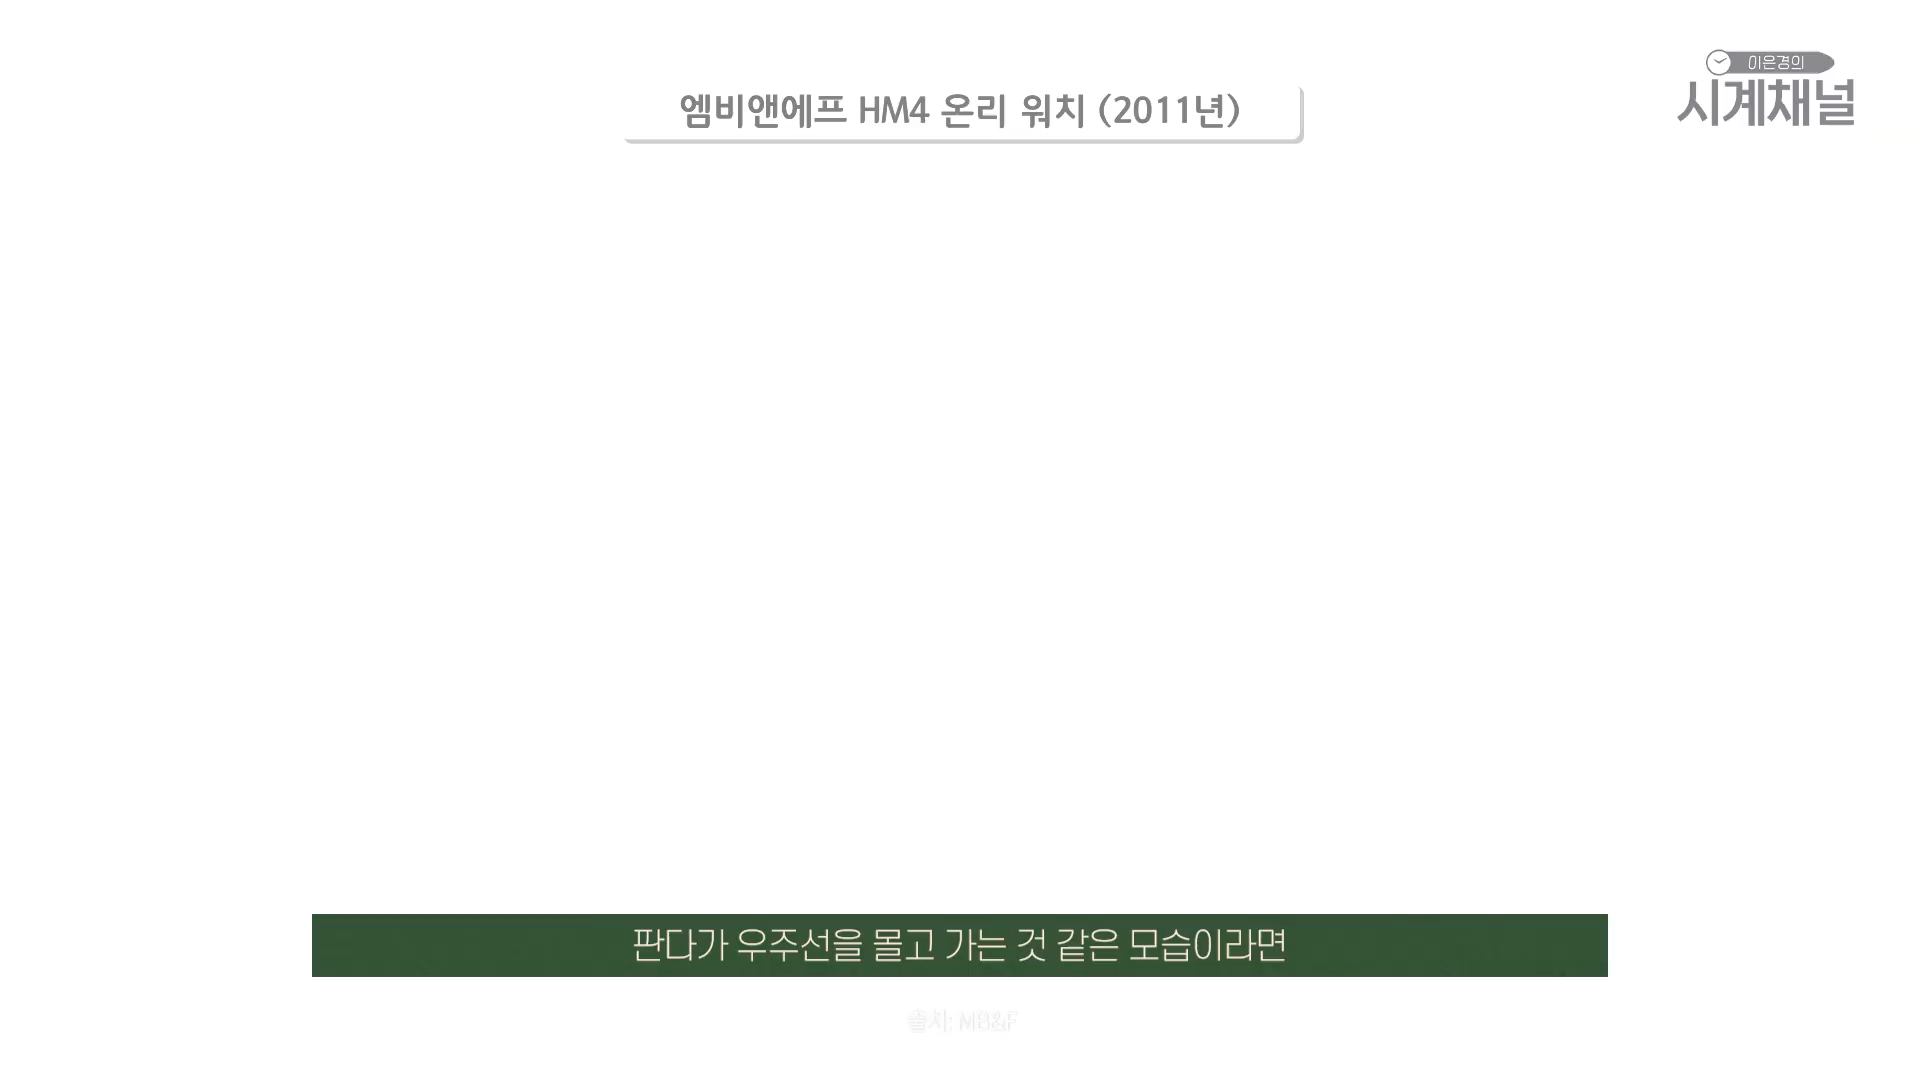 이은경의
시계채널
엠비앤에프 HM4 온리 워치 (2011년)
판다가 우주선을 몰고 가는 것 같은 모습이라면
출처: MB&F